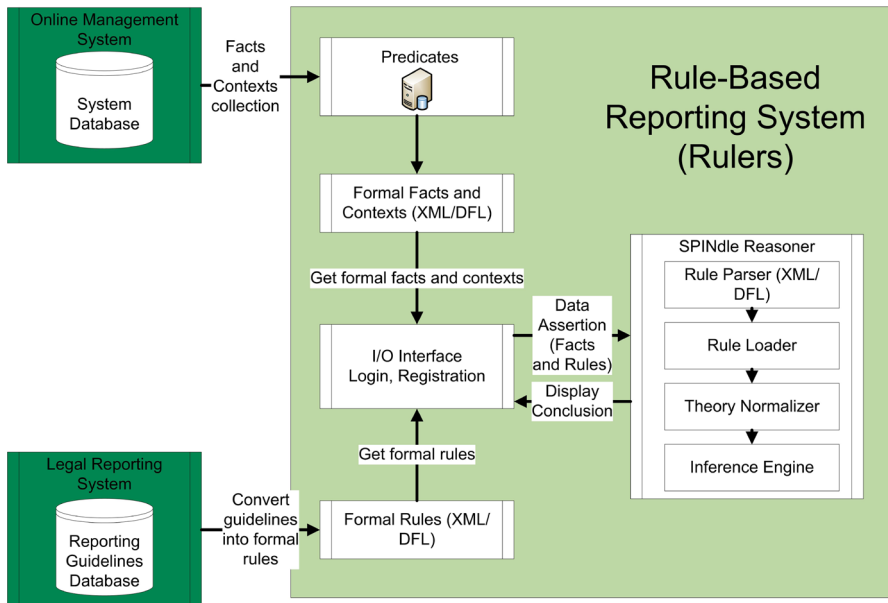 Online Management
System
System
Database
Facts
and
Contexts
collection
Predicates
Rule-Based
Reporting System
(Rulers)
Formal Facts and
Contexts (XML/DFL)
Get formal facts and contexts
I/O Interface
Login, Registration
Data
Assertion
(Facts
and Rules)
Display
Conclusion
SPINdle Reasoner
Rule Parser (XML/
DFL)
Rule Loader
Theory Normalizer
Inference Engine
Get formal rules
Legal Reporting
System
Reporting
Guidelines
Database
Convert
guidelines
into formal
rules
Formal Rules (XML/
DFL)